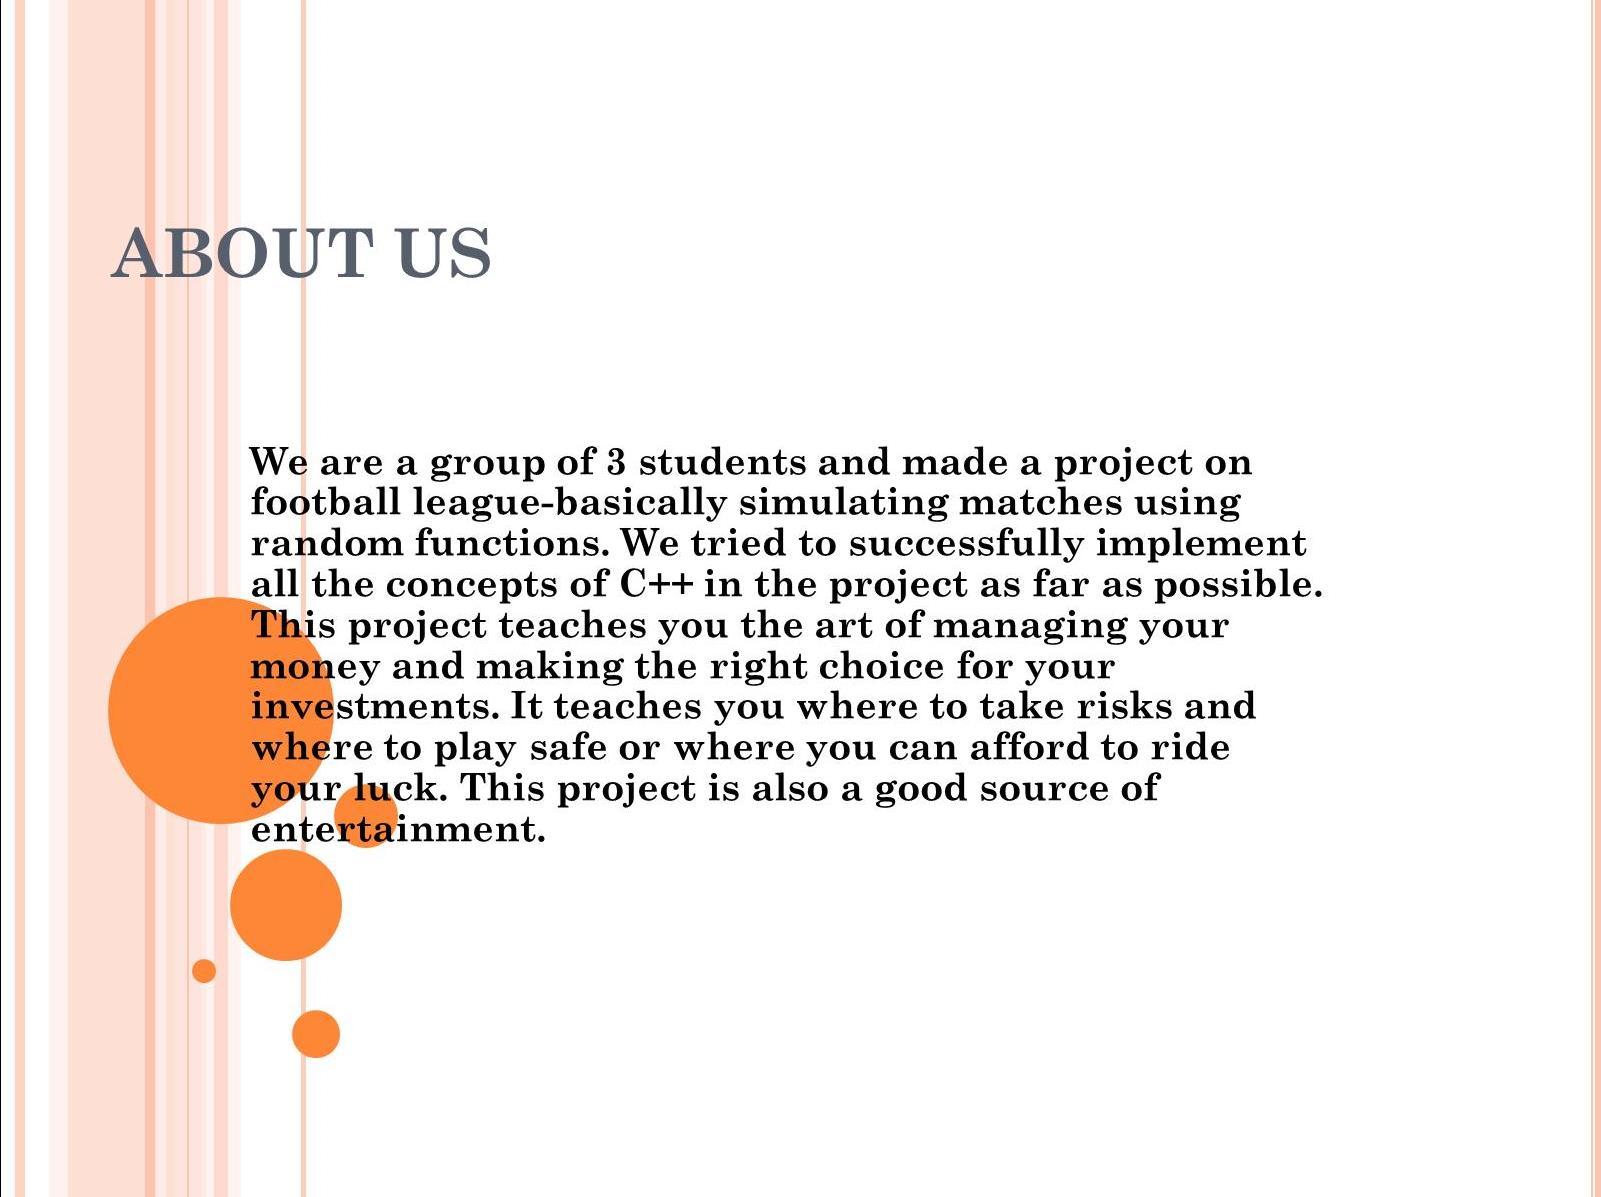 ABOUT US
We are a group of 3 students and made a project on
football league-basically simulating matches using
random functions. We tried to successfully implement
all the concepts of C++ in the project as far as possible.
This project teaches you the art of managing your
money and making the right choice for your
investments. It teaches you where to take risks and
where to play safe or where you can afford to ride
your luck. This project is also a good source of
entertainment.